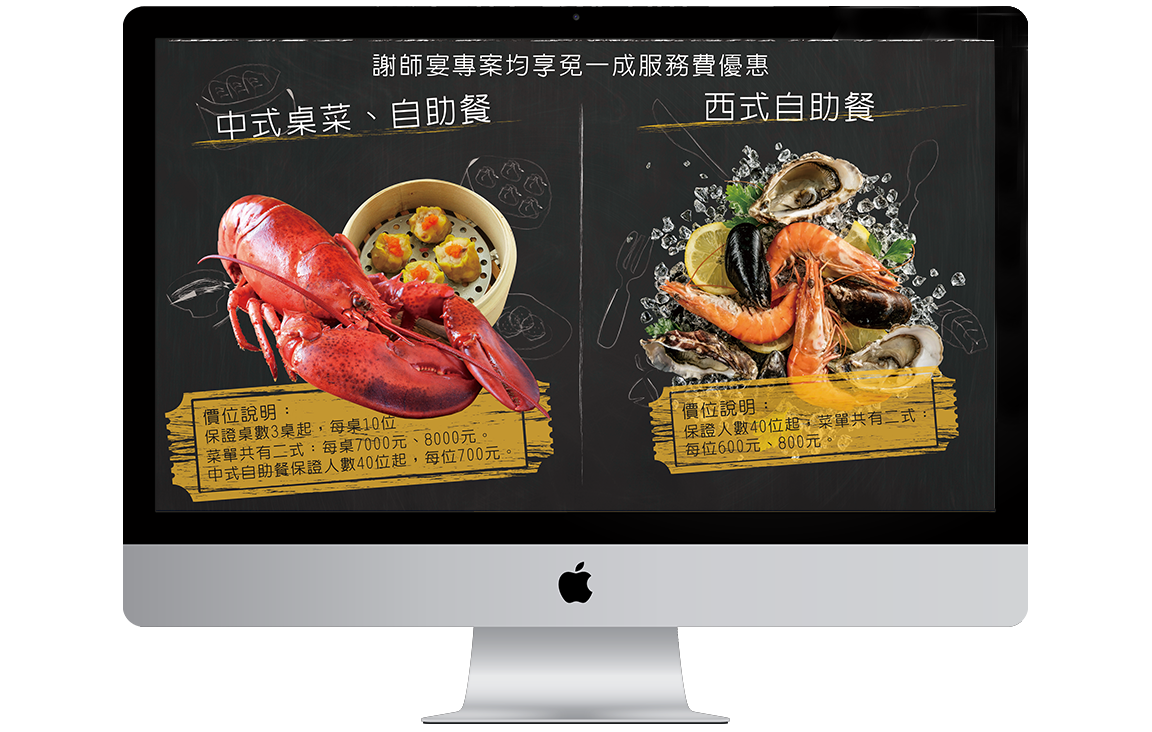 謝師宴專案均享免一成服務費優惠
中式桌菜、自助餐
西式自助餐
價位說明：
保證桌數3桌起，每桌10位
菜單共有二式：每桌7000元、8000元。
中式自助餐保證人數40位起，每位700元。
價位說明：
保證人數40位起，菜單共有二式：
每位600元、800元。